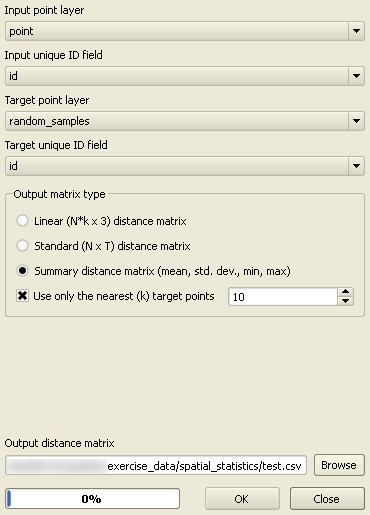 Input point layer
point
Input unique ID field
id
Target point layer
random_samples
Target unique ID field
id
Output matrix type
Linear (N*k x 3) distance matrix
Standard (N x T) distance matrix
Summary distance matrix (mean, std. dev., min, max)
Use only the nearest (k) target points 10
Output distance matrix
exercise_data/spatial_statistics/test.csv Browse
0% OK Close